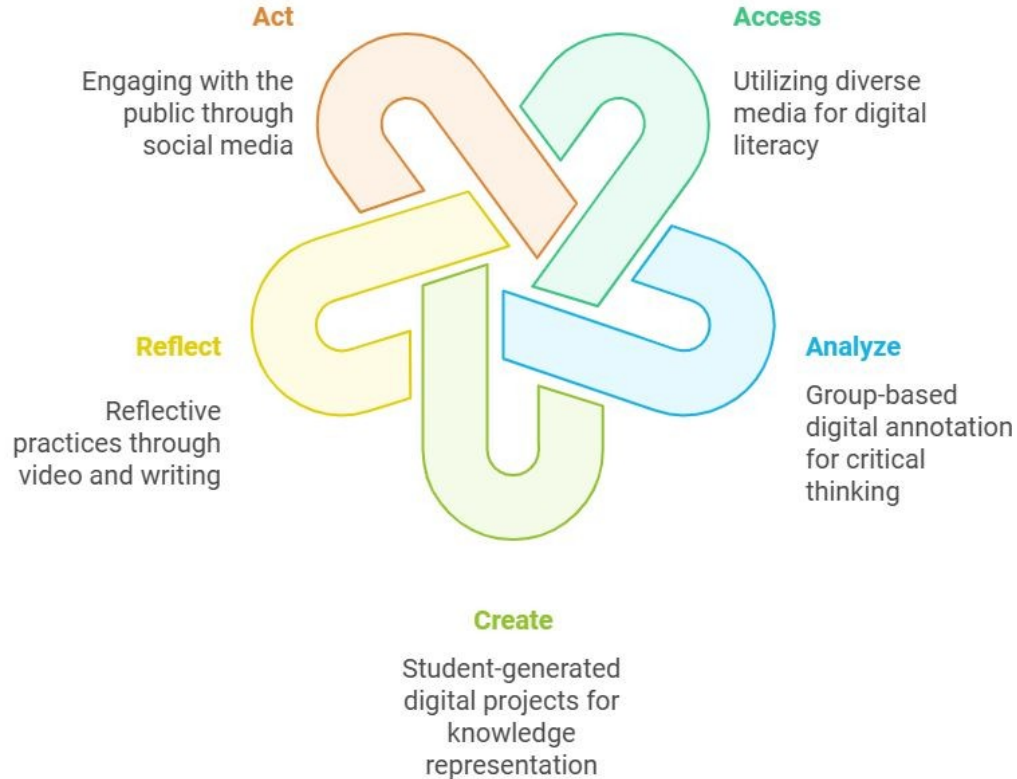 Act
Engaging with the
public through
social media
Access
Utilizing diverse
media for digital
literacy
Reflect
Reflective
practices through
video and writing
Analyze
Group-based
digital annotation
for critical
thinking
Create
Student-generated
digital projects for
knowledge
representation